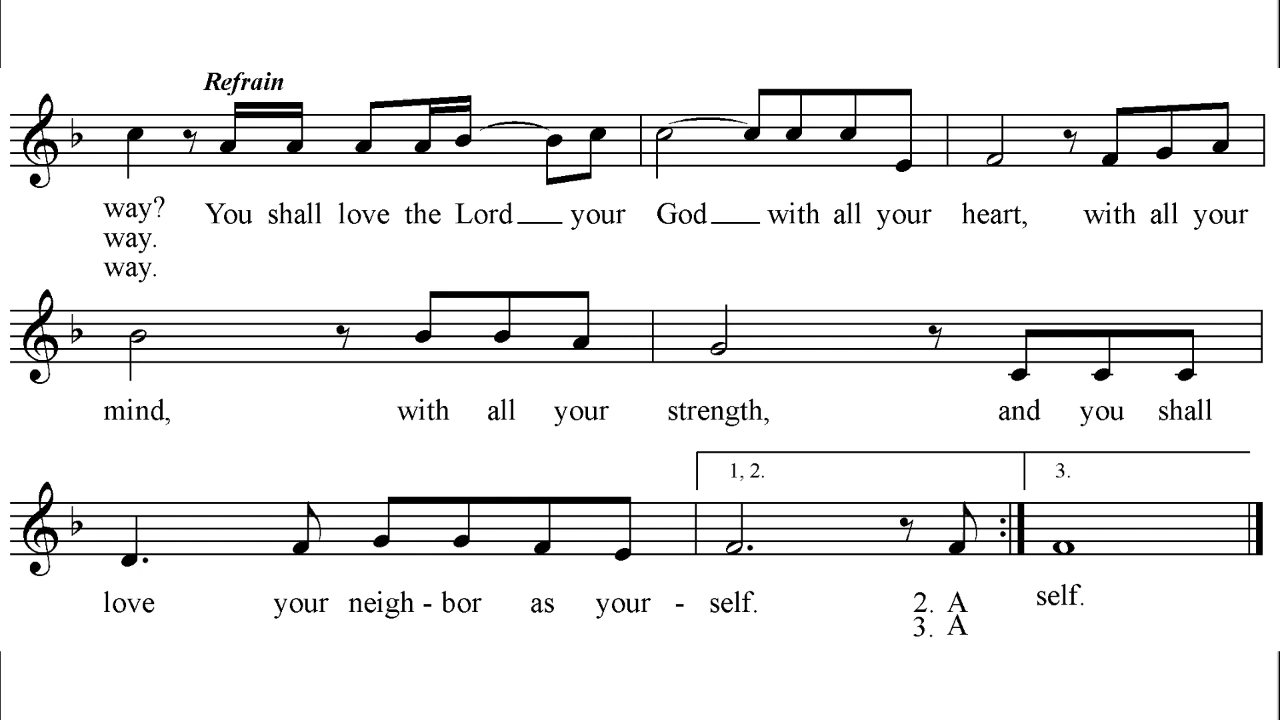 Refrain
way? You shall love the Lord your God with all your heart, with all your
way.
way.
mind, with all your strength, and you shall
1, 2. 3.
love your neigh - bor as your - self. 2. A self.
3. A